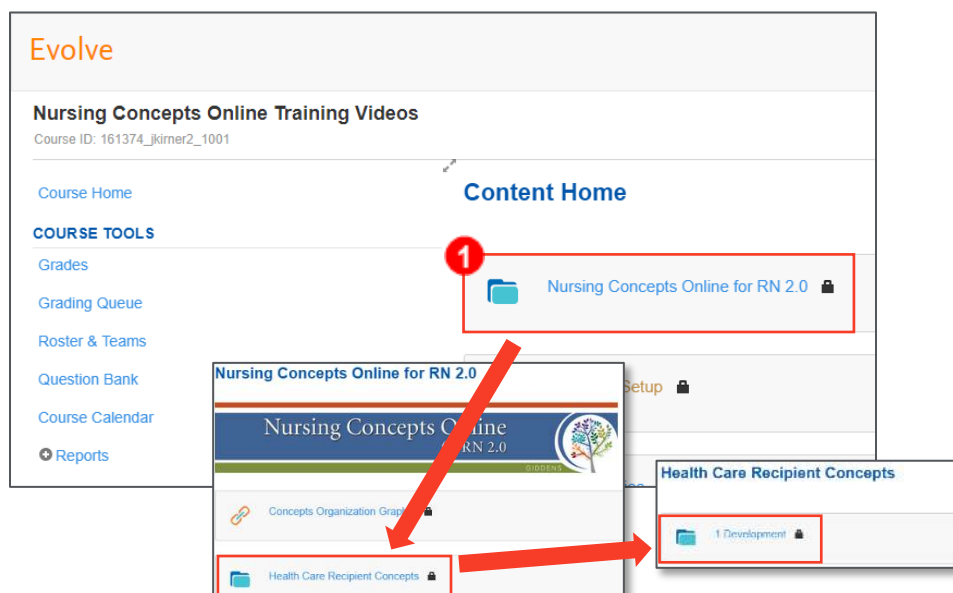 Evolve
Nursing Concepts Online Training Videos
Course ID: 161374_jkirner2_1001
Course Home
COURSE TOOLS
Grades
Grading Queue
Roster & Teams
Question Bank
Course Calendar
Reports
Content Home
1
Nursing Concepts Online for RN 2.0
Setup
Nursing Concepts Online for RN 2.0
Nursing Concepts Online
RN 2.0
GIDDENS
Concepts Organization Graph
Health Care Recipient Concepts
Health Care Recipient Concepts
1 Development